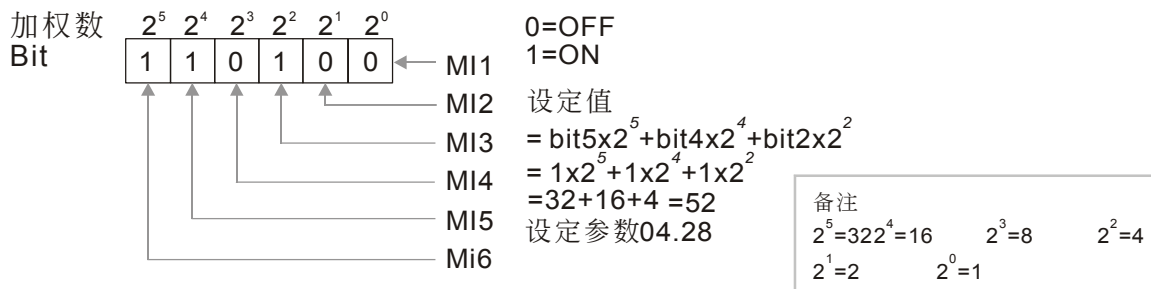 加权数 2⁵ 2⁴ 2³ 2² 2¹ 2⁰
Bit 1 1 0 1 0 0
MI1
MI2
MI3
MI4
MI5
Mi6
0=OFF
1=ON
设定值
= bit5x2⁵+bit4x2⁴+bit2x2²
= 1x2⁵+1x2⁴+1x2²
=32+16+4 =52
设定参数04.28
备注
2⁵=322⁴=16 2³=8 2²=4
2¹=2 2⁰=1